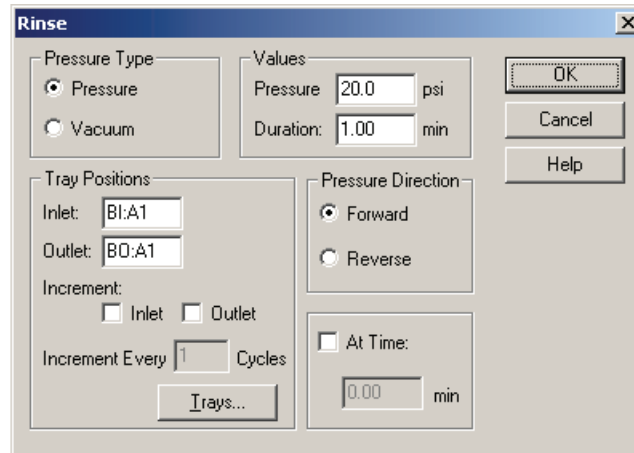 Rinse
Pressure Type
Pressure
Vacuum
Values
Pressure 20.0 psi
Duration: 1.00 min
OK
Cancel
Help
Tray Positions
Inlet: BI:A1
Outlet: BO:A1
Increment:
Inlet Outlet
Increment Every 1 Cycles
Trays...
Pressure Direction
Forward
Reverse
At Time:
0.00 min